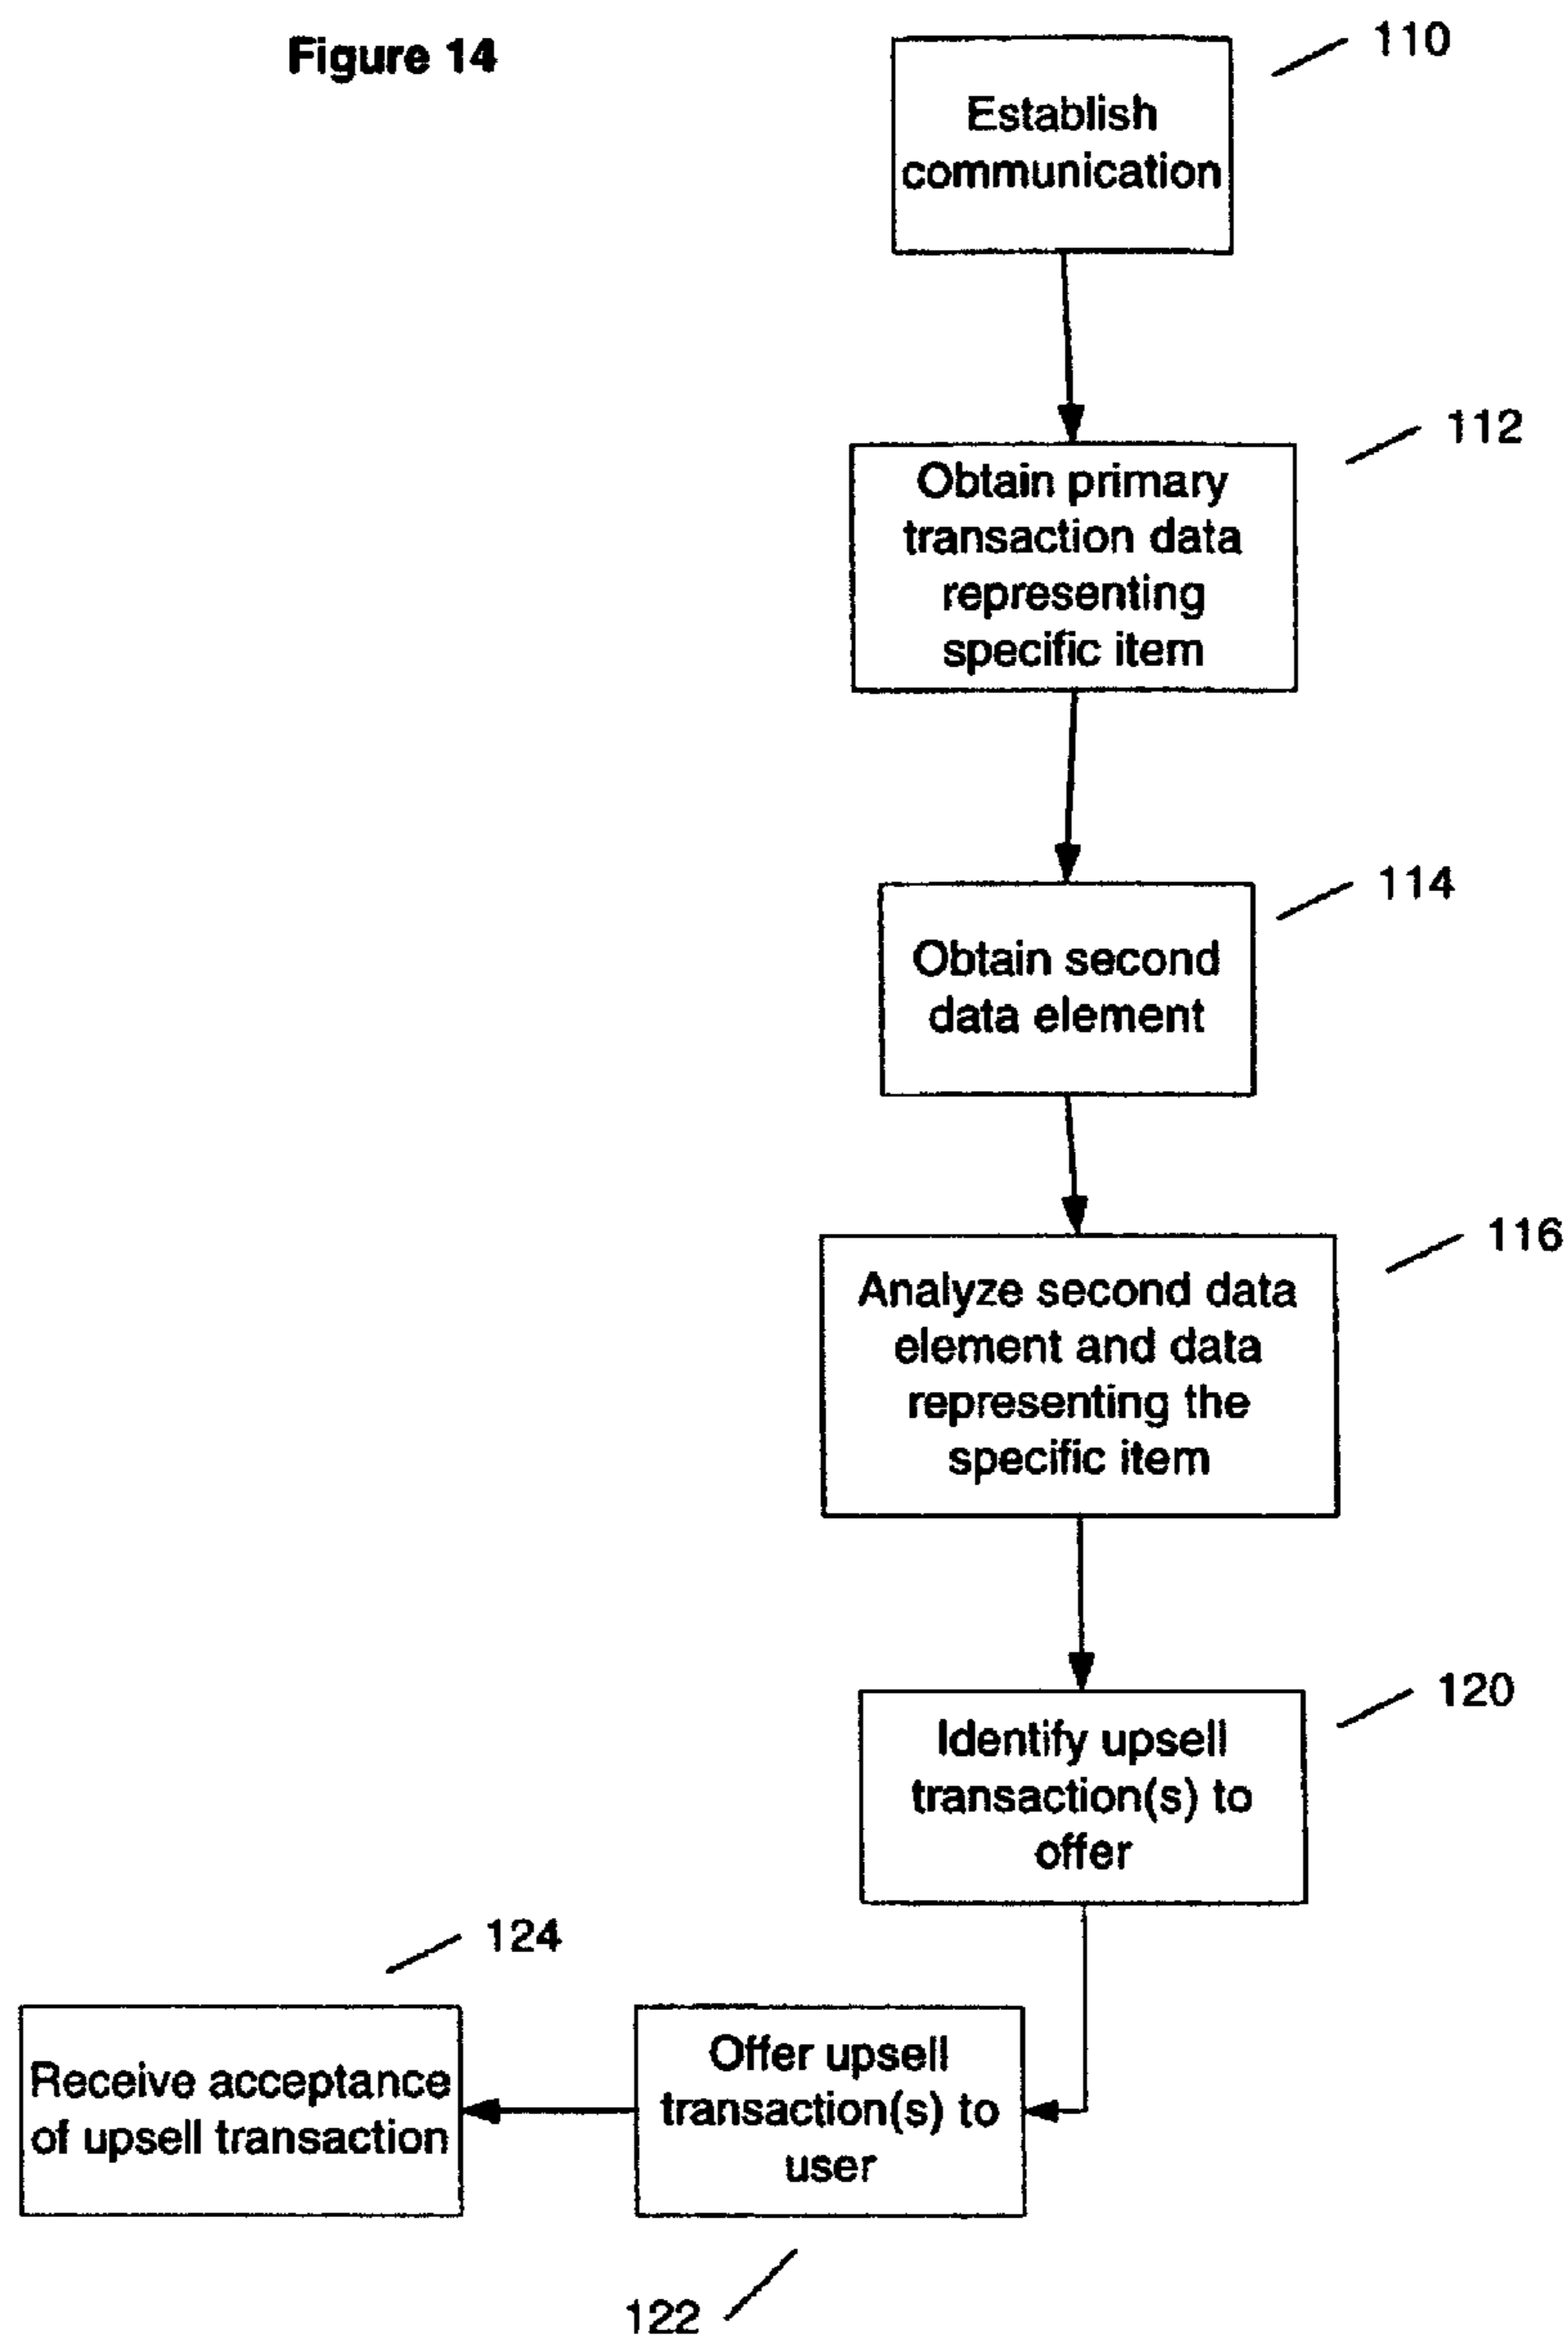 Figure 14
110
Establish
communication
112
Obtain primary
transaction data
representing
specific item
114
Obtain second
data element
116
Analyze second data
element and data
representing the
specific item
120
Identify upsell
transaction(s) to
offer
124
Receive acceptance
of upsell transaction
Offer upsell
transaction(s) to
user
122